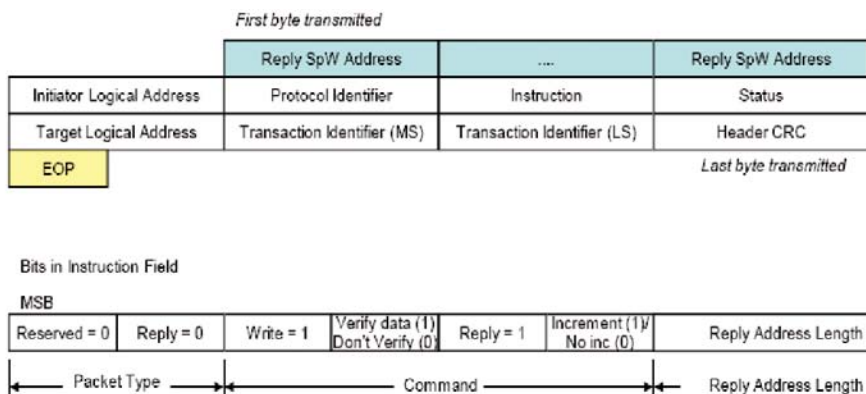 First byte transmitted
Reply SpW Address .... Reply SpW Address
Initiator Logical Address Protocol Identifier Instruction Status
Target Logical Address Transaction Identifier (MS) Transaction Identifier (LS) Header CRC
EOP Last byte transmitted
Bits in Instruction Field
MSB
Reserved = 0 Reply = 0 Write = 1 Verify data (1) Don't Verify (0) Reply = 1 Increment (1)/ No inc (0) Reply Address Length
Packet Type Command Reply Address Length